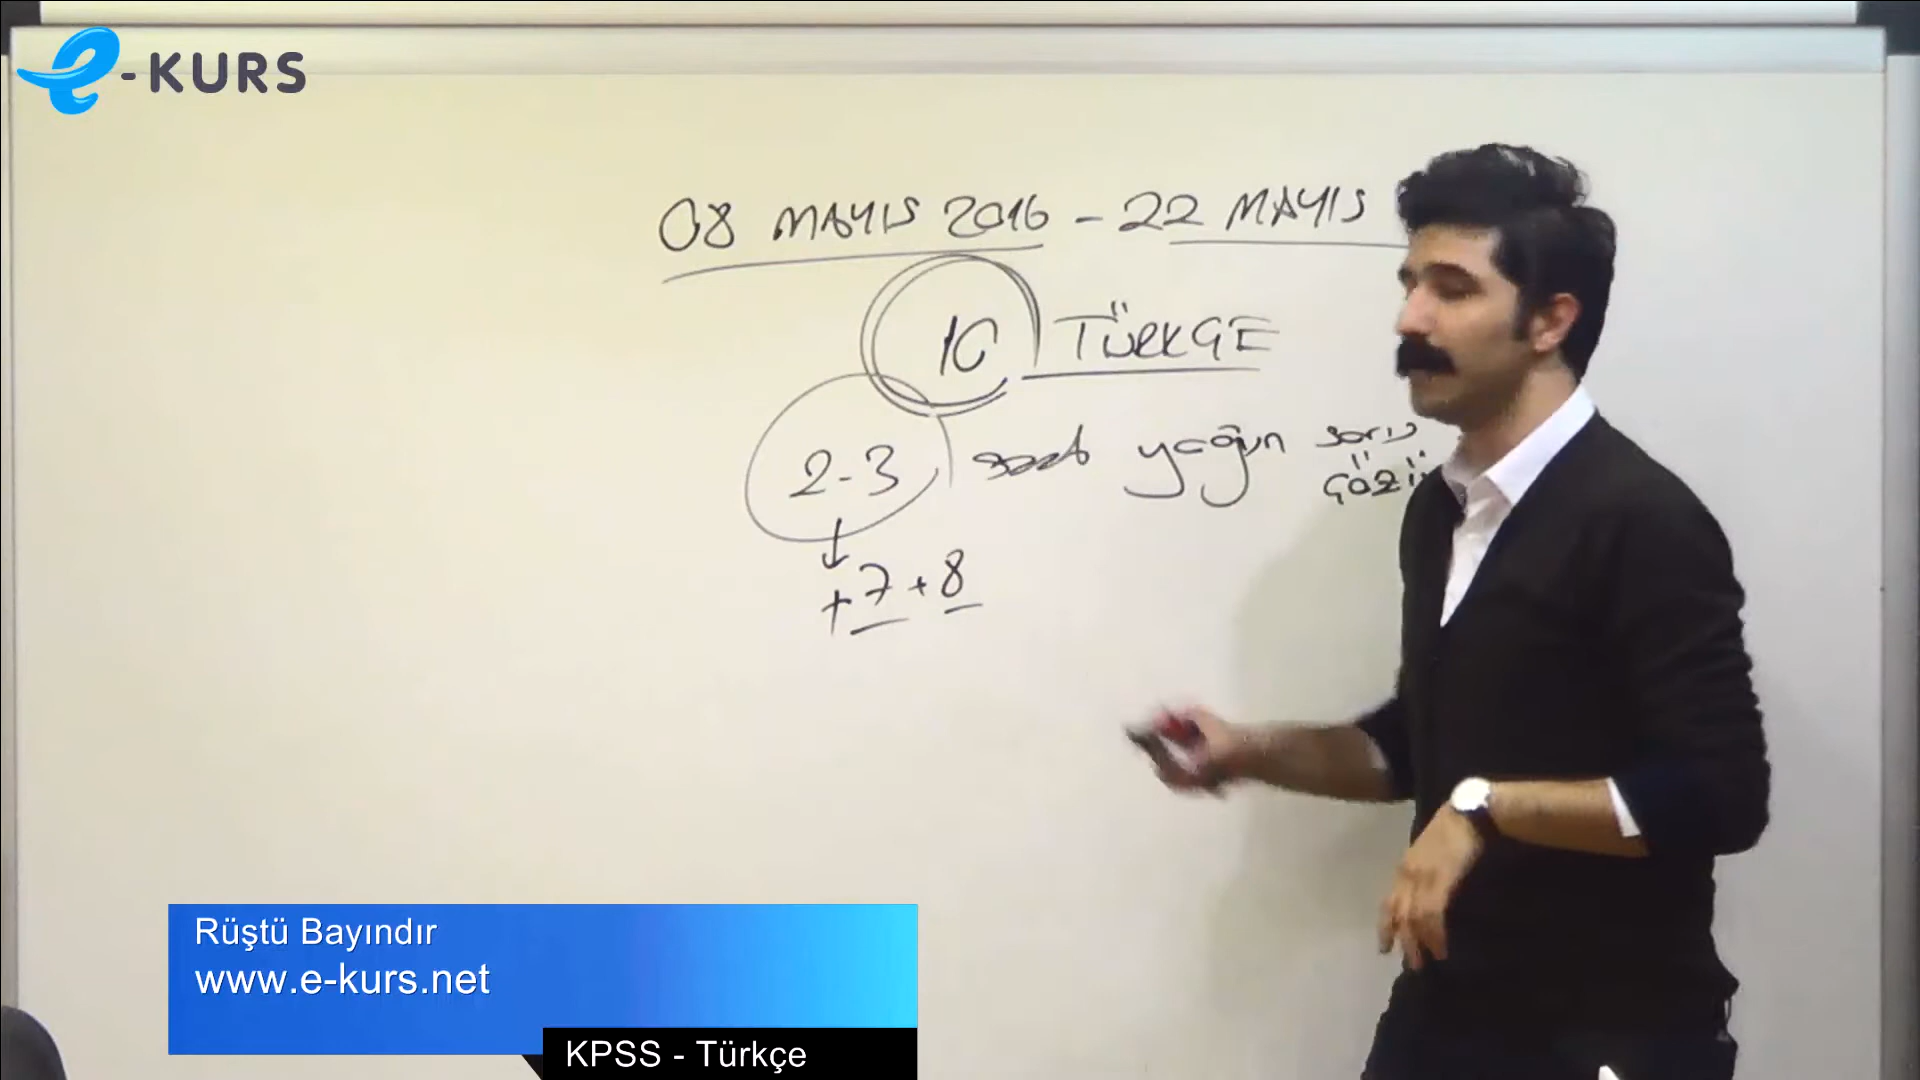 e-KURS
08 MAYIS 2016 - 22 MAYIS
10 TÜRKÇE
2-3 saat yoğun soru
ÇÖZÜ
+7+8
Rüştü Bayındır
www.e-kurs.net
KPSS - Türkçe